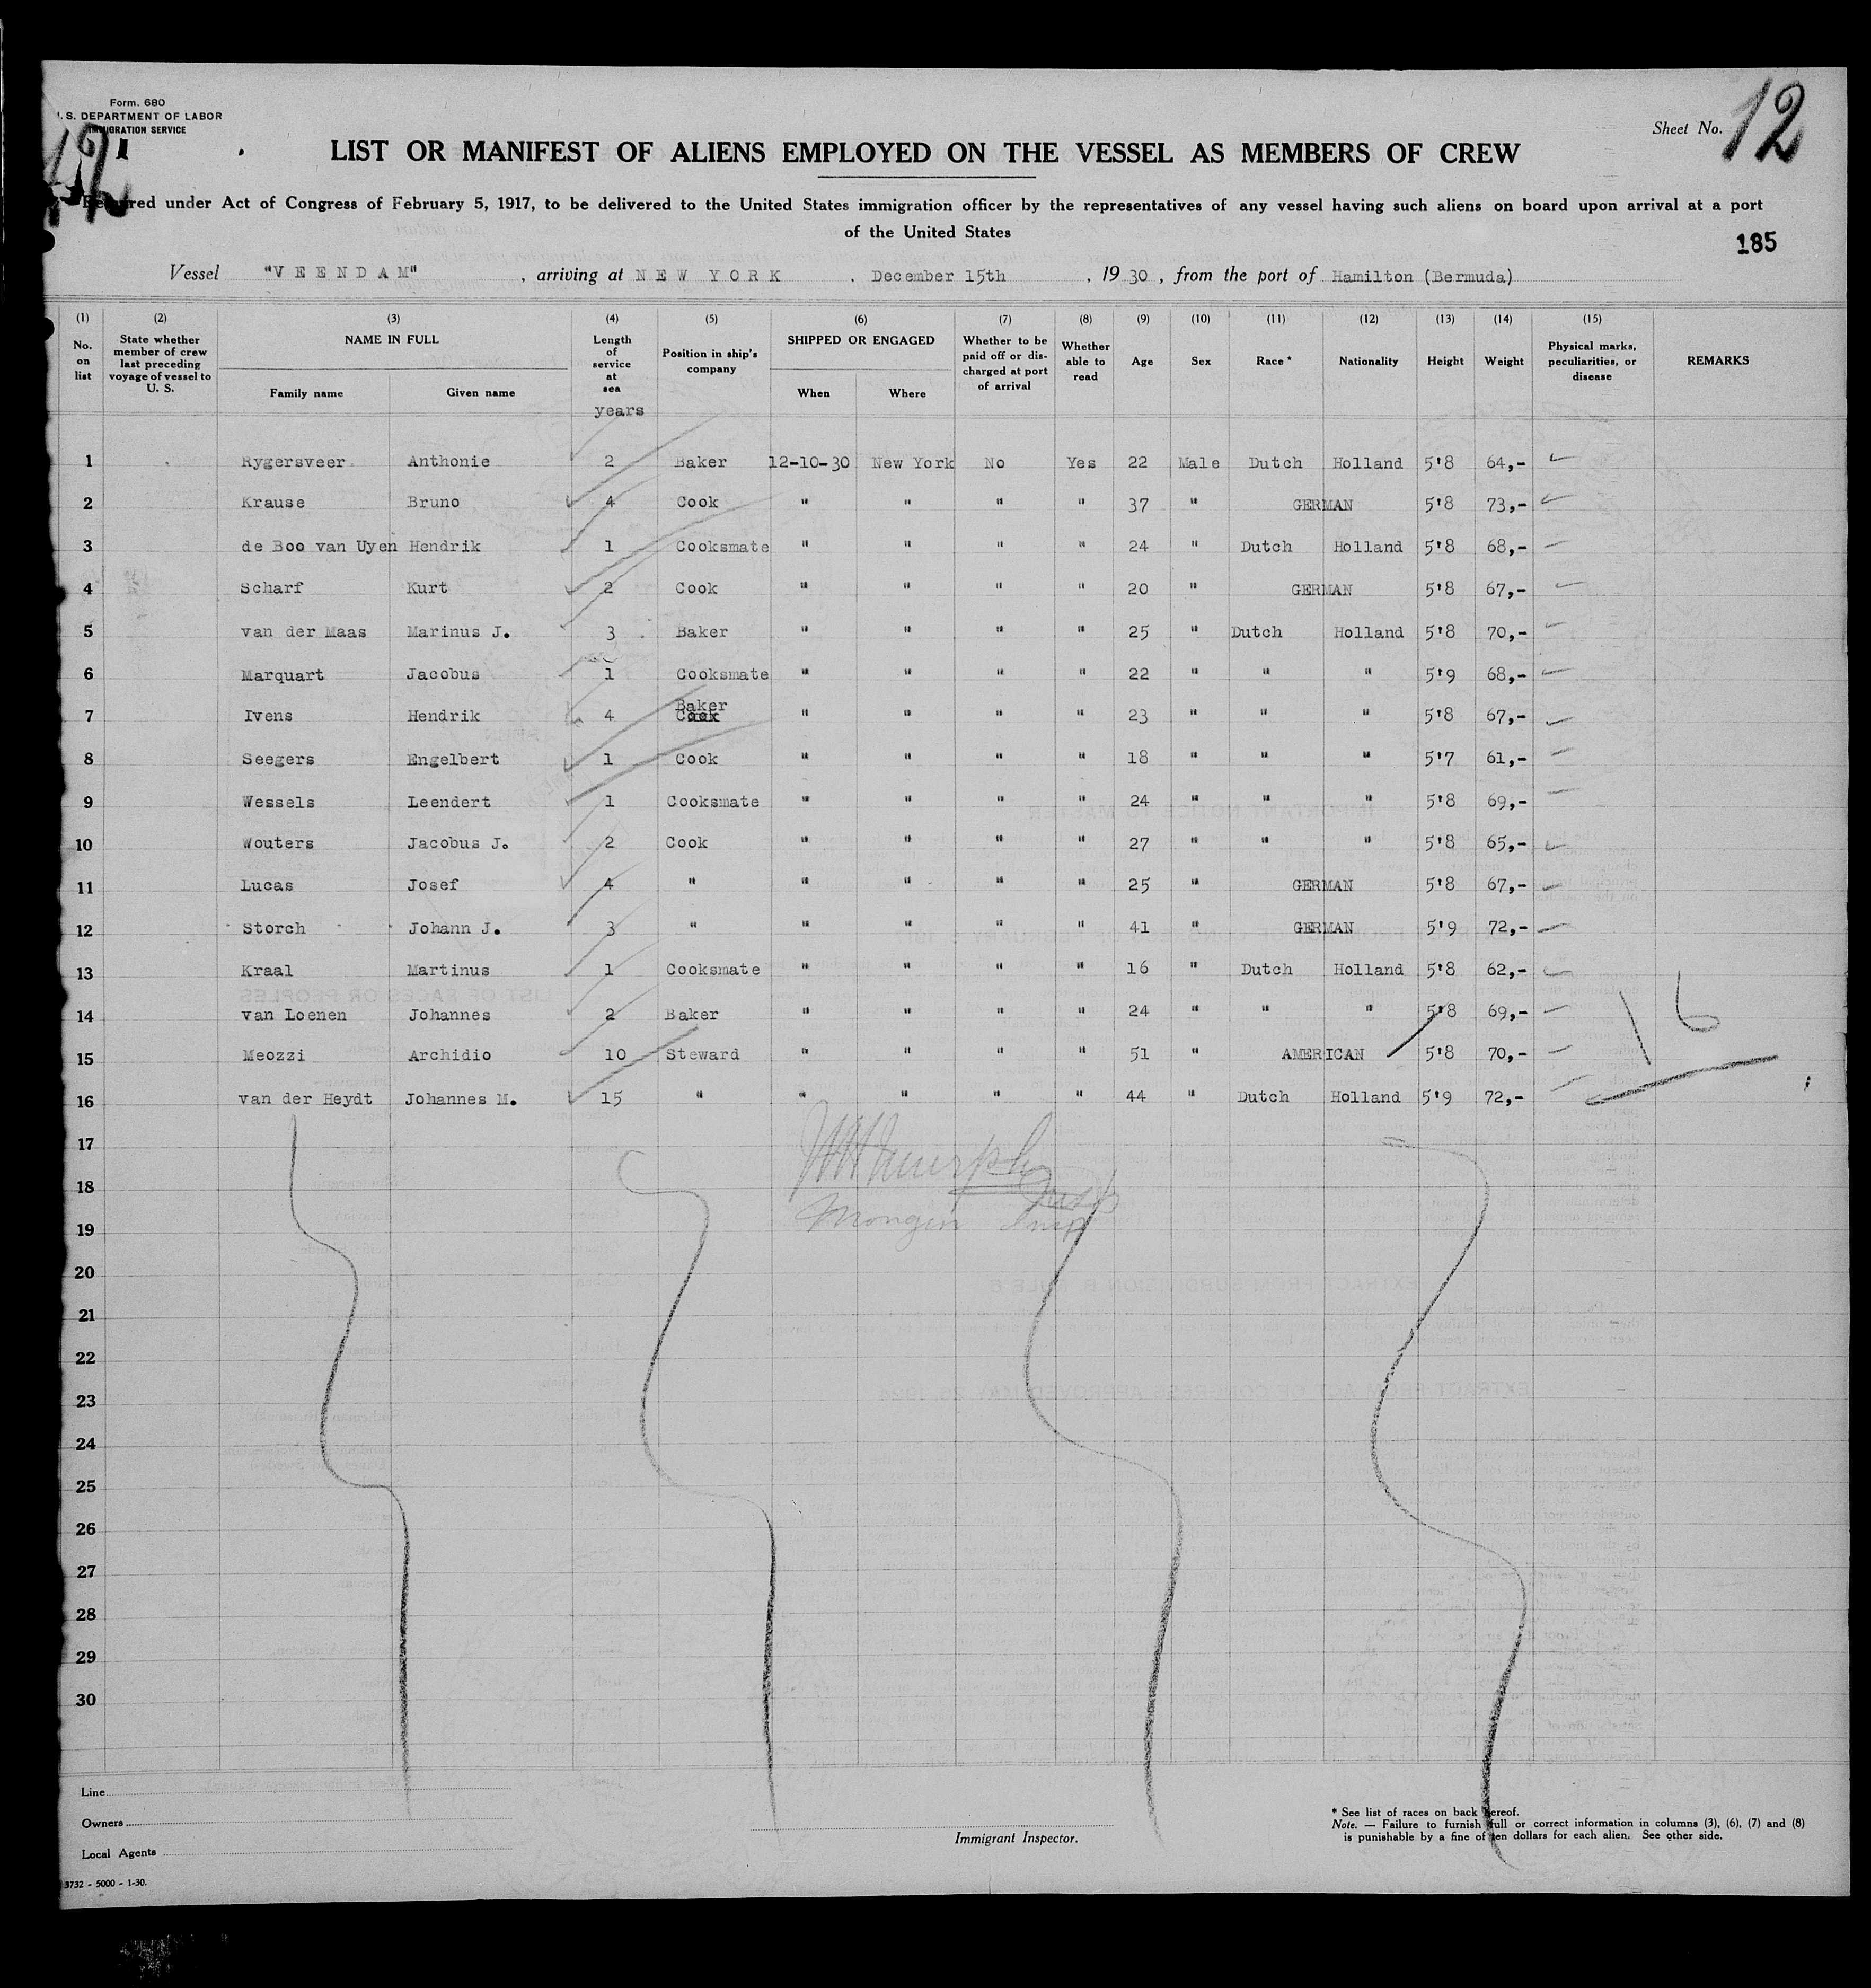 Form. 680
U.S. DEPARTMENT OF LABOR
IMMIGRATION SERVICE
Sheet No. 12
12
LIST OR MANIFEST OF ALIENS EMPLOYED ON THE VESSEL AS MEMBERS OF CREW
Required under Act of Congress of February 5, 1917, to be delivered to the United States immigration officer by the representatives of any vessel having such aliens on board upon arrival at a port
of the United States
185
Vessel "VEENDAM", arriving at NEW YORK, December 15th, 1930, from the port of Hamilton (Bermuda)
(1) (2) (3) (4) (5) (6) (7) (8) (9) (10) (11) (12) (13) (14) (15)
No. on list
State whether member of crew last preceding voyage of vessel to U. S.
NAME IN FULL
Family name
Given name
Length of service at sea
years
Position in ship's company
SHIPPED OR ENGAGED
When
Where
Whether to be paid off or discharged at port of arrival
Whether able to read
Age
Sex
Race *
Nationality
Height
Weight
Physical marks, peculiarities, or disease
REMARKS
1 Rygersveer Anthonie 2 Baker 12-10-30 New York No Yes 22 Male Dutch Holland 5'8 64,-
2 Krause Bruno 4 Cook " " " " 37 " GERMAN 5'8 73,-
3 de Boo van Uyen Hendrik 1 Cooksmate " " " " 24 " Dutch Holland 5'8 68,-
4 Scharf Kurt 2 Cook " " " " 20 " GERMAN 5'8 67,-
5 van der Maas Marinus J. 3 Baker " " " " 25 " Dutch Holland 5'8 70,-
6 Marquart Jacobus 1 Cooksmate " " " " 22 " " " 5'9 68,-
7 Ivens Hendrik 4 Baker Cook " " " " 23 " " " 5'8 67,-
8 Seegers Engelbert 1 Cook " " " " 18 " " " 5'7 61,-
9 Wessels Leendert 1 Cooksmate " " " " 24 " " " 5'8 69,-
10 Wouters Jacobus J. 2 Cook " " " " 27 " " " 5'8 65,-
11 Lucas Josef 4 " " " " " 25 " GERMAN 5'8 67,-
12 Storch Johann J. 3 " " " " " 41 " GERMAN 5'9 72,-
13 Kraal Martinus 1 Cooksmate " " " " 16 " Dutch Holland 5'8 62,-
14 van Loenen Johannes 2 Baker " " " " 24 " " " 5'8 69,-
15 Meozzi Archidio 10 Steward " " " " 51 " AMERICAN 5'8 70,-
16 van der Heydt Johannes M. 15 " " " " " 44 " Dutch Holland 5'9 72,-
16
17
18
19
20
21
22
23
24
25
26
27
28
29
30
Line
Owners
Local Agents
Immigrant Inspector.
* See list of races on back hereof.
Note. — Failure to furnish full or correct information in columns (3), (6), (7) and (8)
is punishable by a fine of ten dollars for each alien. See other side.
3732 - 5000 - 1-30.